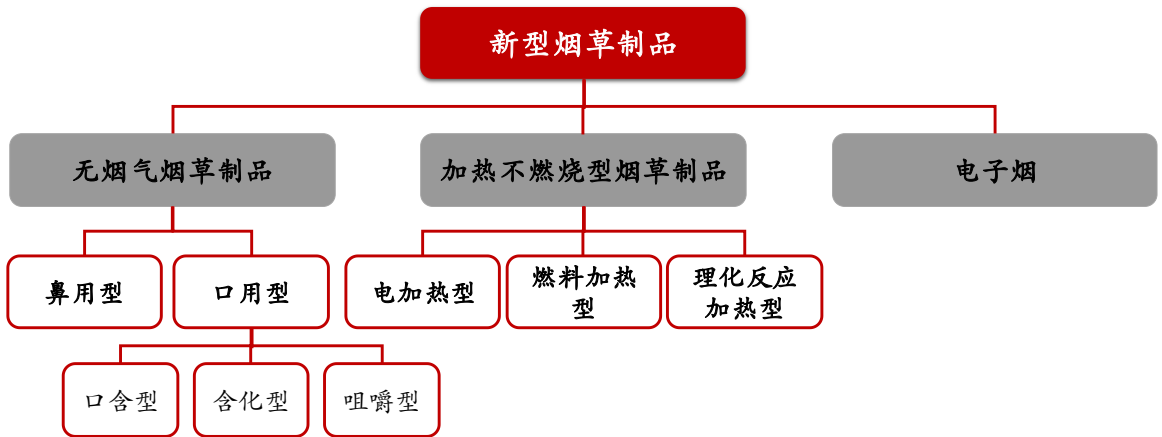 新型烟草制品
无烟气烟草制品
加热不燃烧型烟草制品
电子烟
鼻用型
口用型
电加热型
燃料加热
型
理化反应
加热型
口含型
含化型
咀嚼型